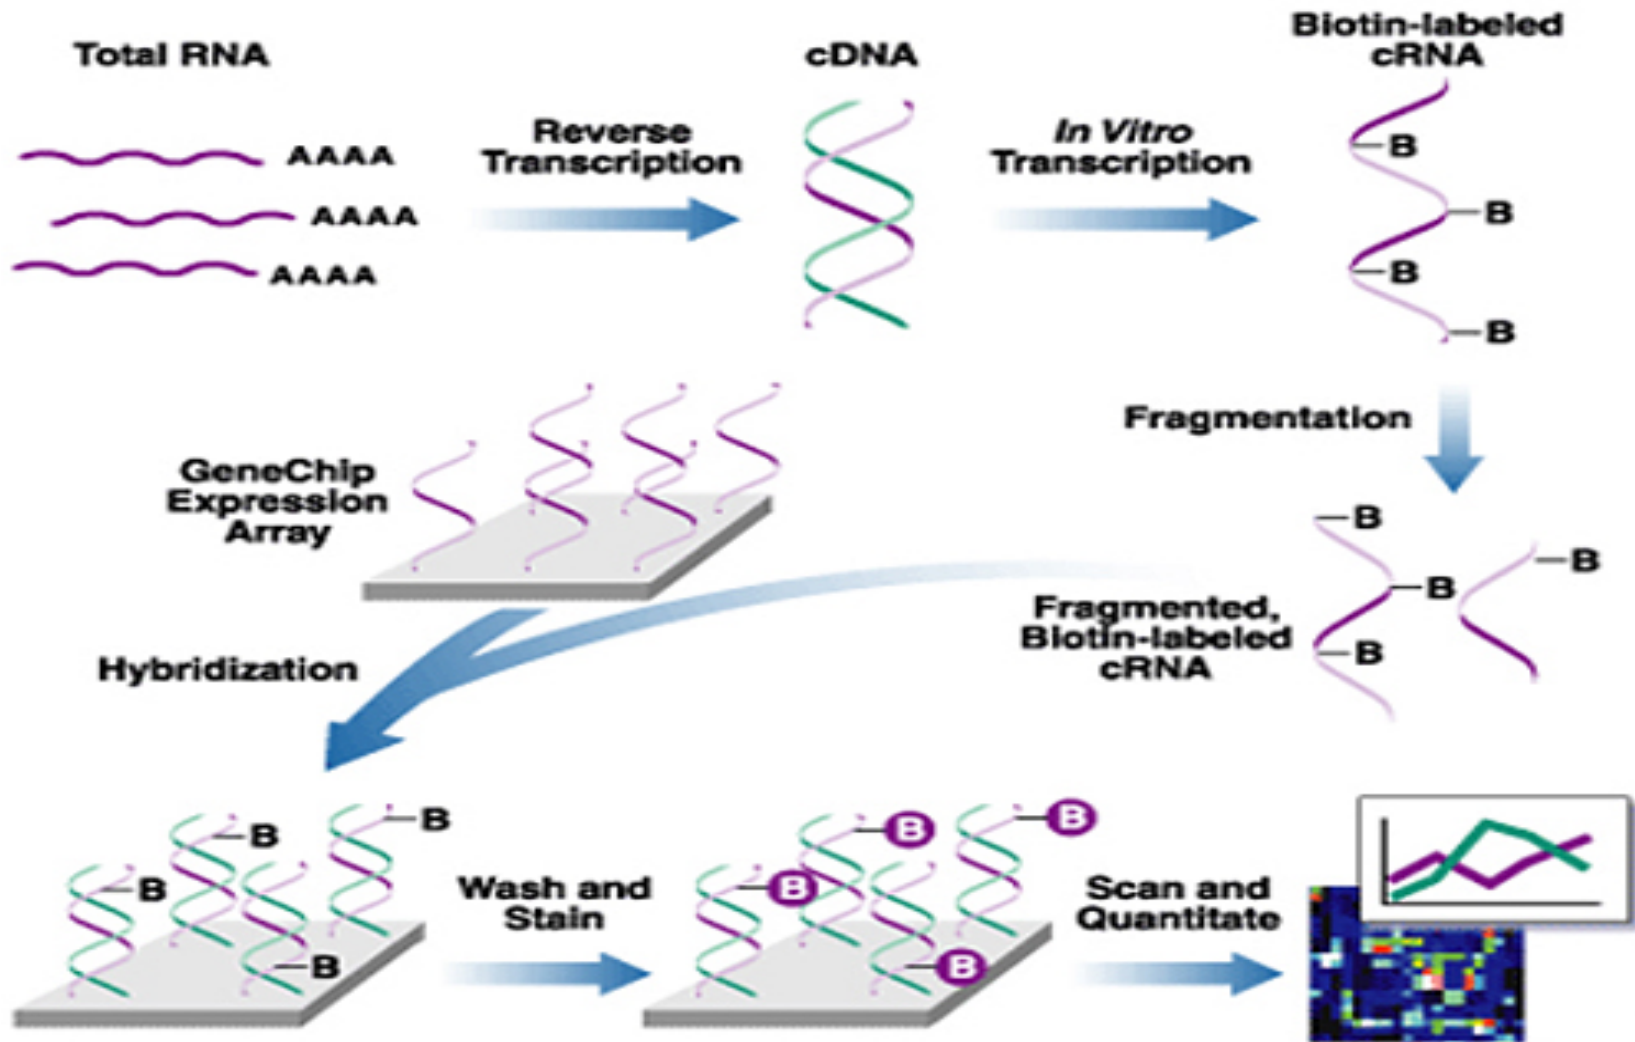 Total RNA
AAAA
AAAA
AAAA
Reverse
Transcription
cDNA
In Vitro
Transcription
Biotin-labeled
cRNA
B
B
B
B
Fragmentation
B
B
B
B
Fragmented,
Biotin-labeled
cRNA
GeneChip
Expression
Array
Hybridization
B
B
B
B
Wash and
Stain
B
B
B
B
Scan and
Quantitate